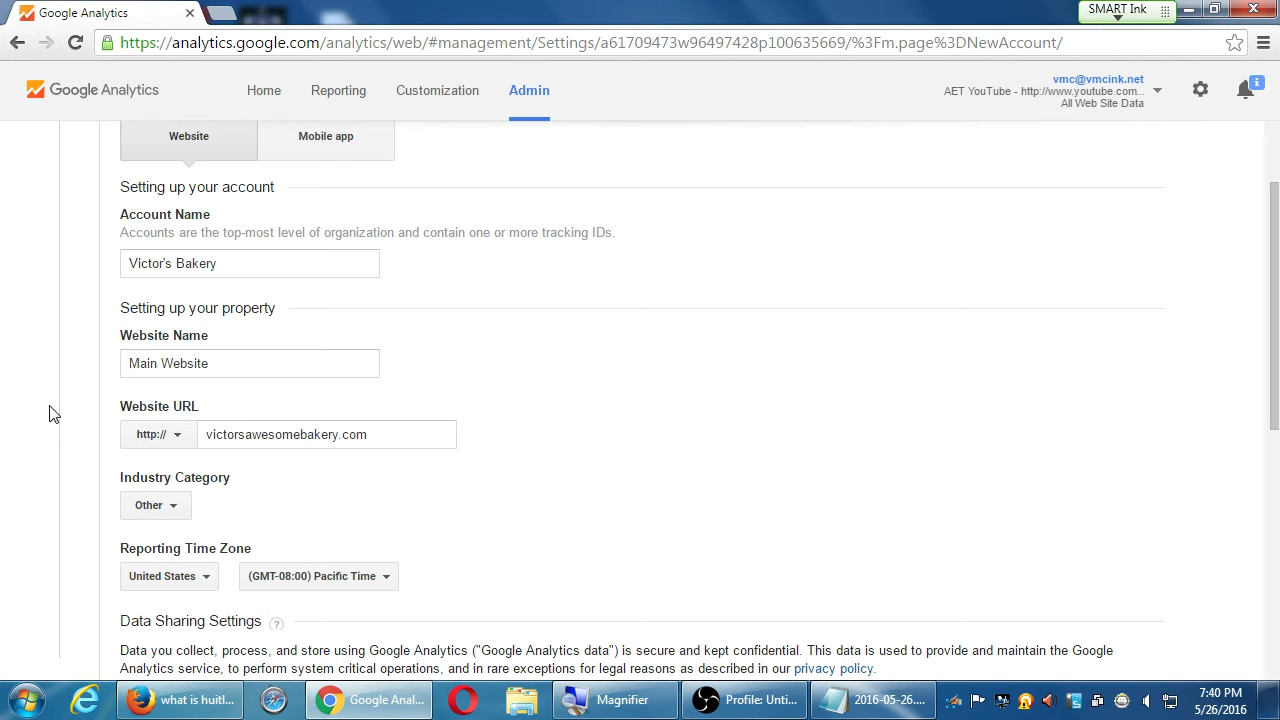 Google Analytics
SMART Ink
https://analytics.google.com/analytics/web/#management/Settings/a61709473w96497428p100635669/%3Fm.page%3DNewAccount/
Google Analytics
Home
Reporting
Customization
Admin
vmc@vmcink.net
AET YouTube - http://www.youtube.com...
All Web Site Data
i
Website
Mobile app
Setting up your account
Account Name
Accounts are the top-most level of organization and contain one or more tracking IDs.
Victor's Bakery
Setting up your property
Website Name
Main Website
Website URL
http://
victorsawesomebakery.com
Industry Category
Other
Reporting Time Zone
United States
(GMT-08:00) Pacific Time
Data Sharing Settings ?
Data you collect, process, and store using Google Analytics ("Google Analytics data") is secure and kept confidential. This data is used to provide and maintain the Google
Analytics service, to perform system critical operations, and in rare exceptions for legal reasons as described in our privacy policy.
what is huitl...
Google Anal...
Magnifier
Profile: Unti...
2016-05-26....
7:40 PM
5/26/2016